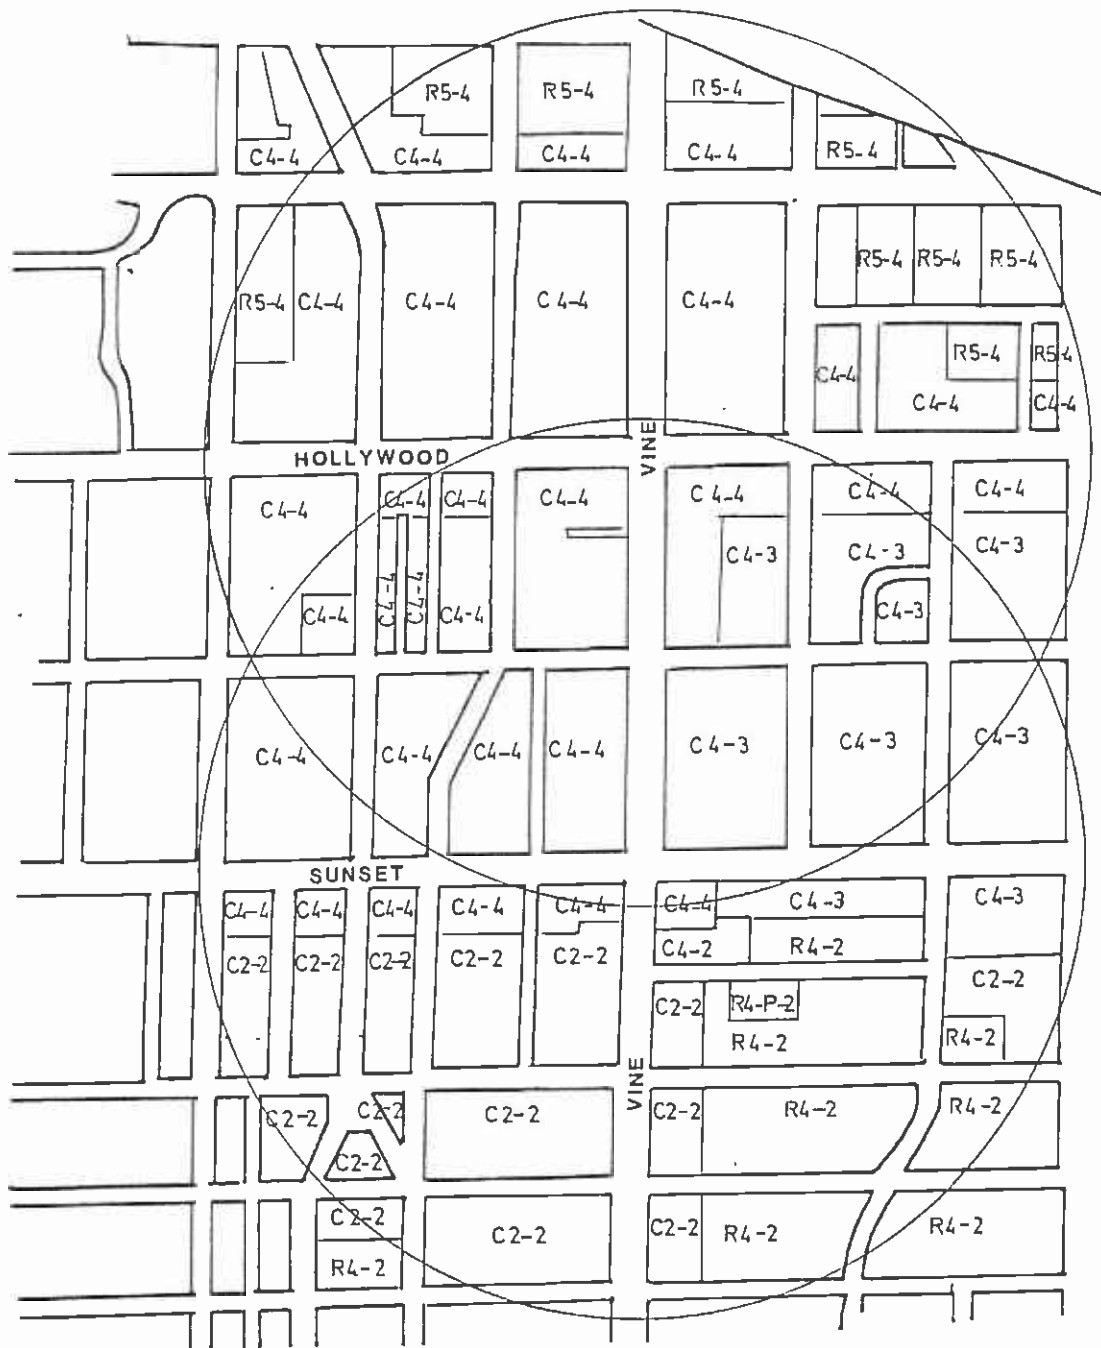 R5-4 R5-4 R5-4
C4-4 C4-4 C4-4 C4-4 R5-4
R5-4 R5-4 R5-4
R5-4 C4-4 C4-4 C4-4 C4-4
R5-4 R5-4
C4-4 C4-4 C4-4
HOLLYWOOD VINE
C4-4 C4-4 C4-4 C4-4 C4-4 C4-4 C4-4
C4-3 C4-3 C4-3
C4-4 C4-4 C4-4 C4-4 C4-3
C4-4 C4-4 C4-4 C4-4 C4-3 C4-3 C4-3
SUNSET
C4-4 C4-4 C4-4 C4-4 C4-4 C4-4 C4-3 C4-3
C2-2 C2-2 C2-2 C2-2 C2-2 C4-2 R4-2 C2-2
C2-2 R4-P-2
R4-2 R4-2
VINE
C2-2 C2-2 C2-2 C2-2 R4-2 R4-2
C2-2
C2-2 C2-2 C2-2 R4-2 R4-2
R4-2